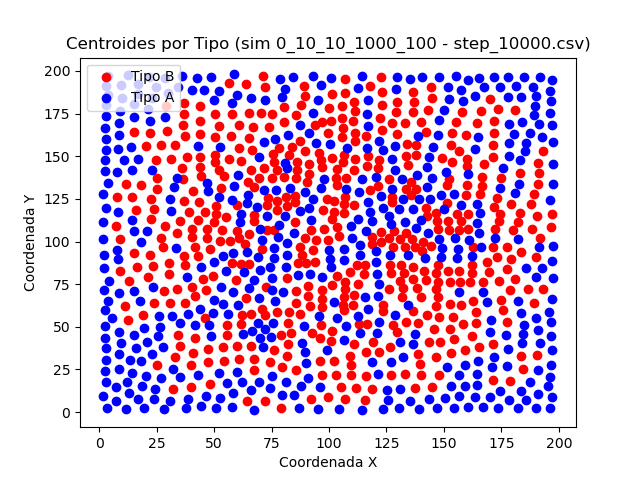 Centroides por Tipo (sim 0_10_10_1000_100 - step_10000.csv)
Tipo B
Tipo A
Coordenada Y
200
175
150
125
100
75
50
25
0
0 25 50 75 100 125 150 175 200
Coordenada X